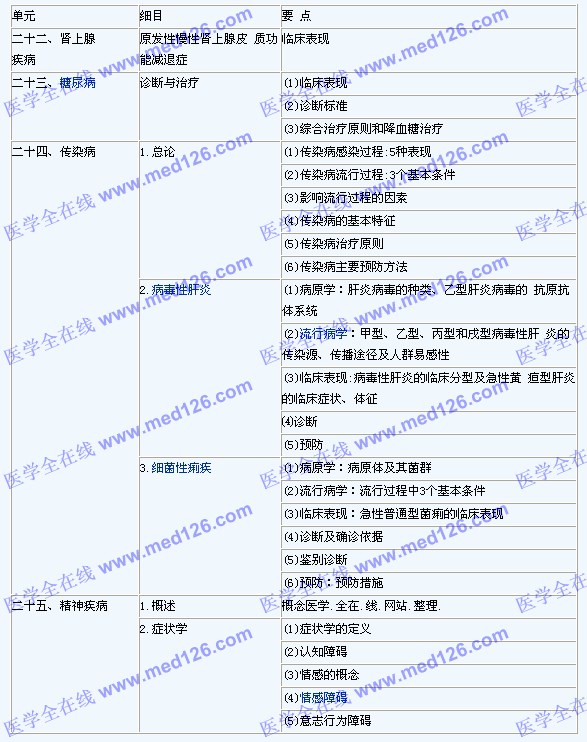 单元 细目 要 点
二十二、肾上腺 原发性慢性肾上腺皮 质功 临床表现
疾病 能减退症
二十三、糖尿病 诊断与治疗 (1)临床表现
(2)诊断标准
(3)综合治疗原则和降血糖治疗
二十四、传染病 1.总论 (1)传染病感染过程:5种表现
(2)传染病流行过程:3个基本条件
(3)影响流行过程的因素
(4)传染病的基本特征
(5)传染病治疗原则
(6)传染病主要预防方法
2.病毒性肝炎 (1)病原学：肝炎病毒的种类、乙型肝炎病毒的 抗原抗
体系统
(2)流行病学：甲型、乙型、丙型和戌型病毒性肝 炎的
传染源、传播途径及人群易感性
(3)临床表现:病毒性肝炎的临床分型及急性黄 疸型肝炎
的临床症状、体征
(4)诊断
(5)预防
3.细菌性痢疾 (1)病原学：病原体及其菌群
(2)流行病学：流行过程中3个基本条件
(3)临床表现：急性普通型菌痢的临床表现
(4)诊断及确诊依据
(5)鉴别诊断
(6)预防：预防措施
二十五、精神疾病 1.概述 概念医学.全在.线.网站.整理.
2.症状学 (1)症状学的定义
(2)认知障碍
(3)情感的概念
(4)情感障碍
(5)意志行为障碍
医学全在线 www.med126.com